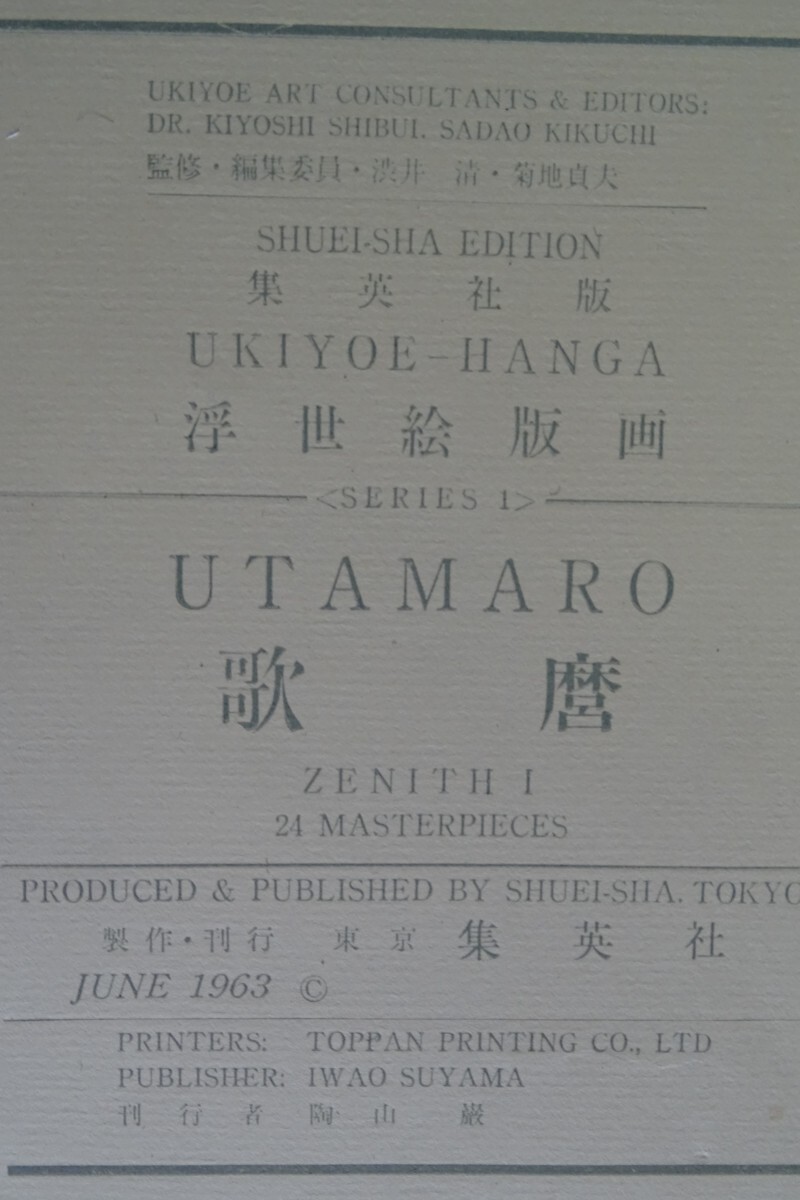 UKIYOE ART CONSULTANTS & EDITORS:
DR. KIYOSHI SHIBUI. SADAO KIKUCHI
監修・編集委員・渋井 清・菊地貞夫
SHUEI-SHA EDITION
集英社版
UKIYOE-HANGA
浮世絵版画
<SERIES 1>
UTAMARO
歌麿
ZENITH I
24 MASTERPIECES
PRODUCED & PUBLISHED BY SHUEI-SHA. TOKYO
製作・刊行 東京 集英社
JUNE 1963 ©
PRINTERS: TOPPAN PRINTING CO., LTD
PUBLISHER: IWAO SUYAMA
刊行者 陶山 巌